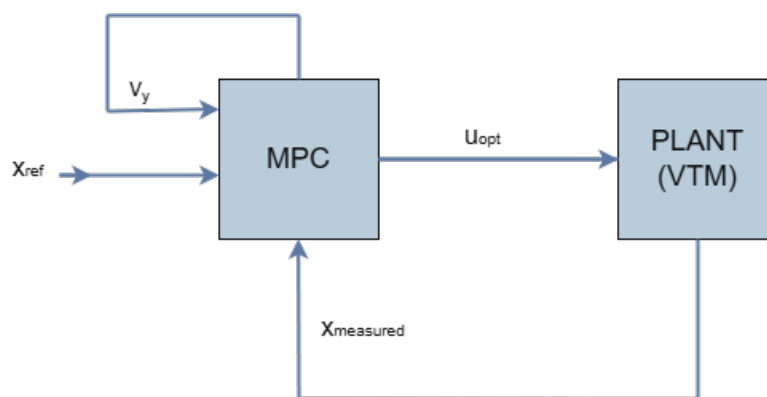 Vy
Xref
MPC
uopt
PLANT
(VTM)
Xmeasured